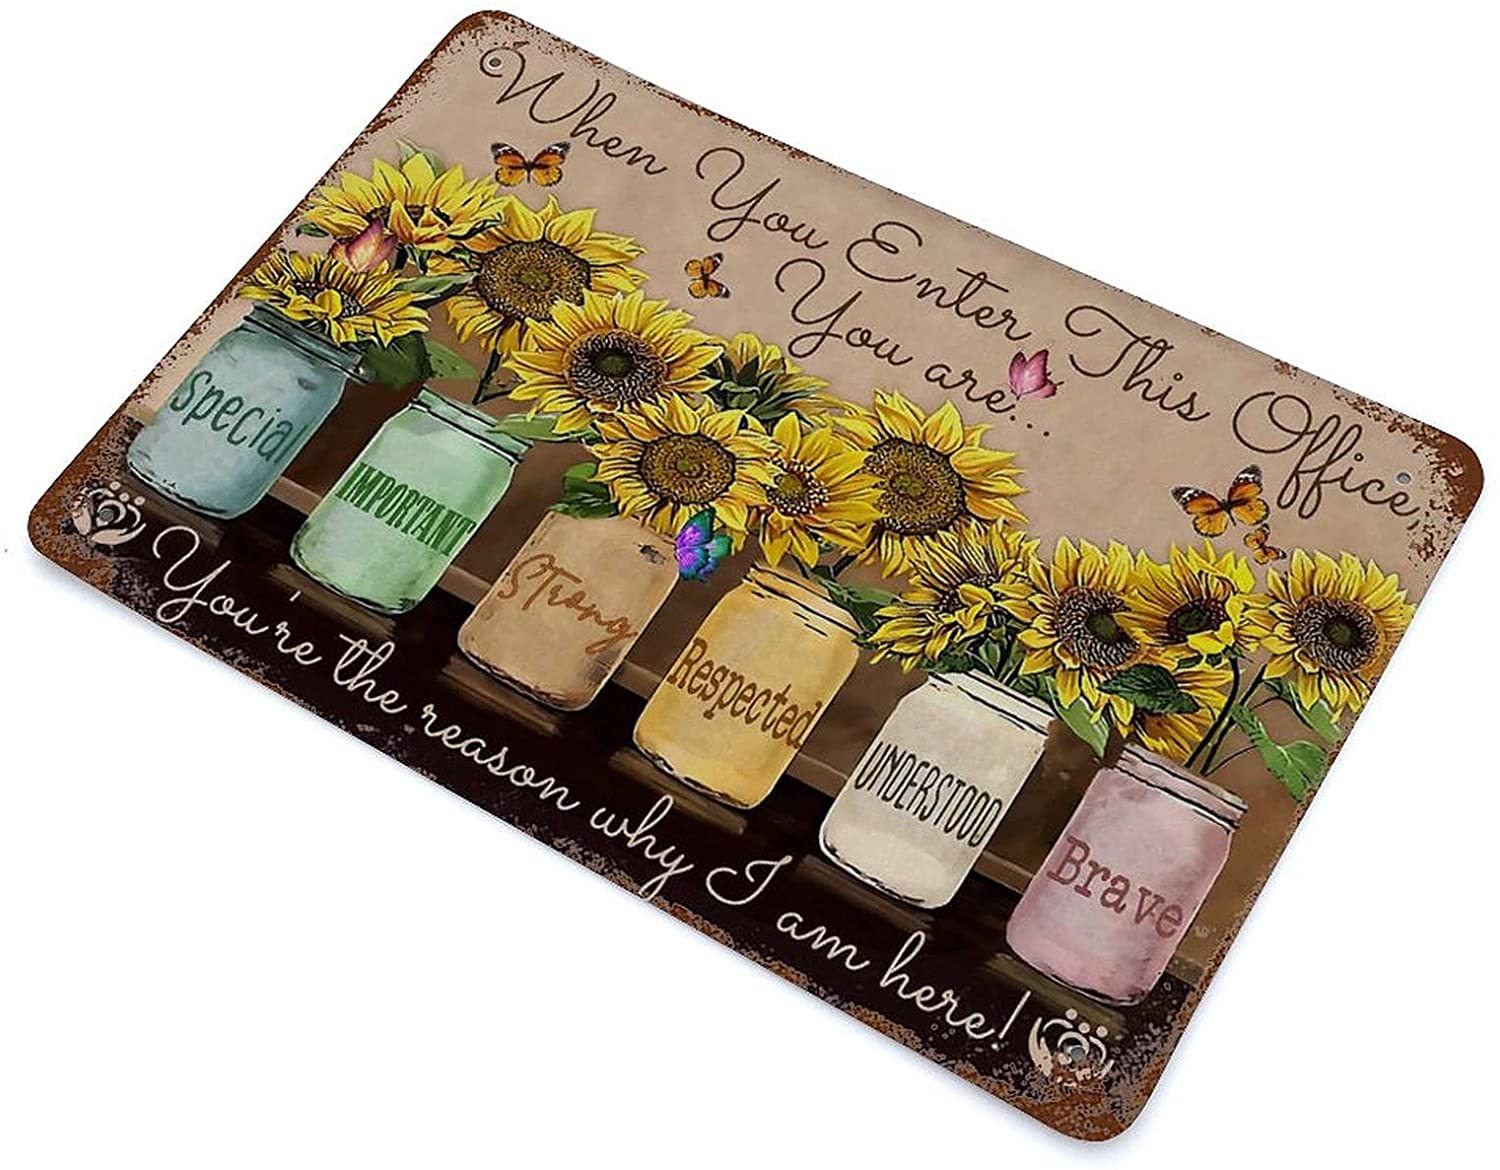 When You Enter This Office,
You are...
Special
IMPORTANT
STrong
Respected
UNDERSTOOD
Brave
You're the reason why I am here!